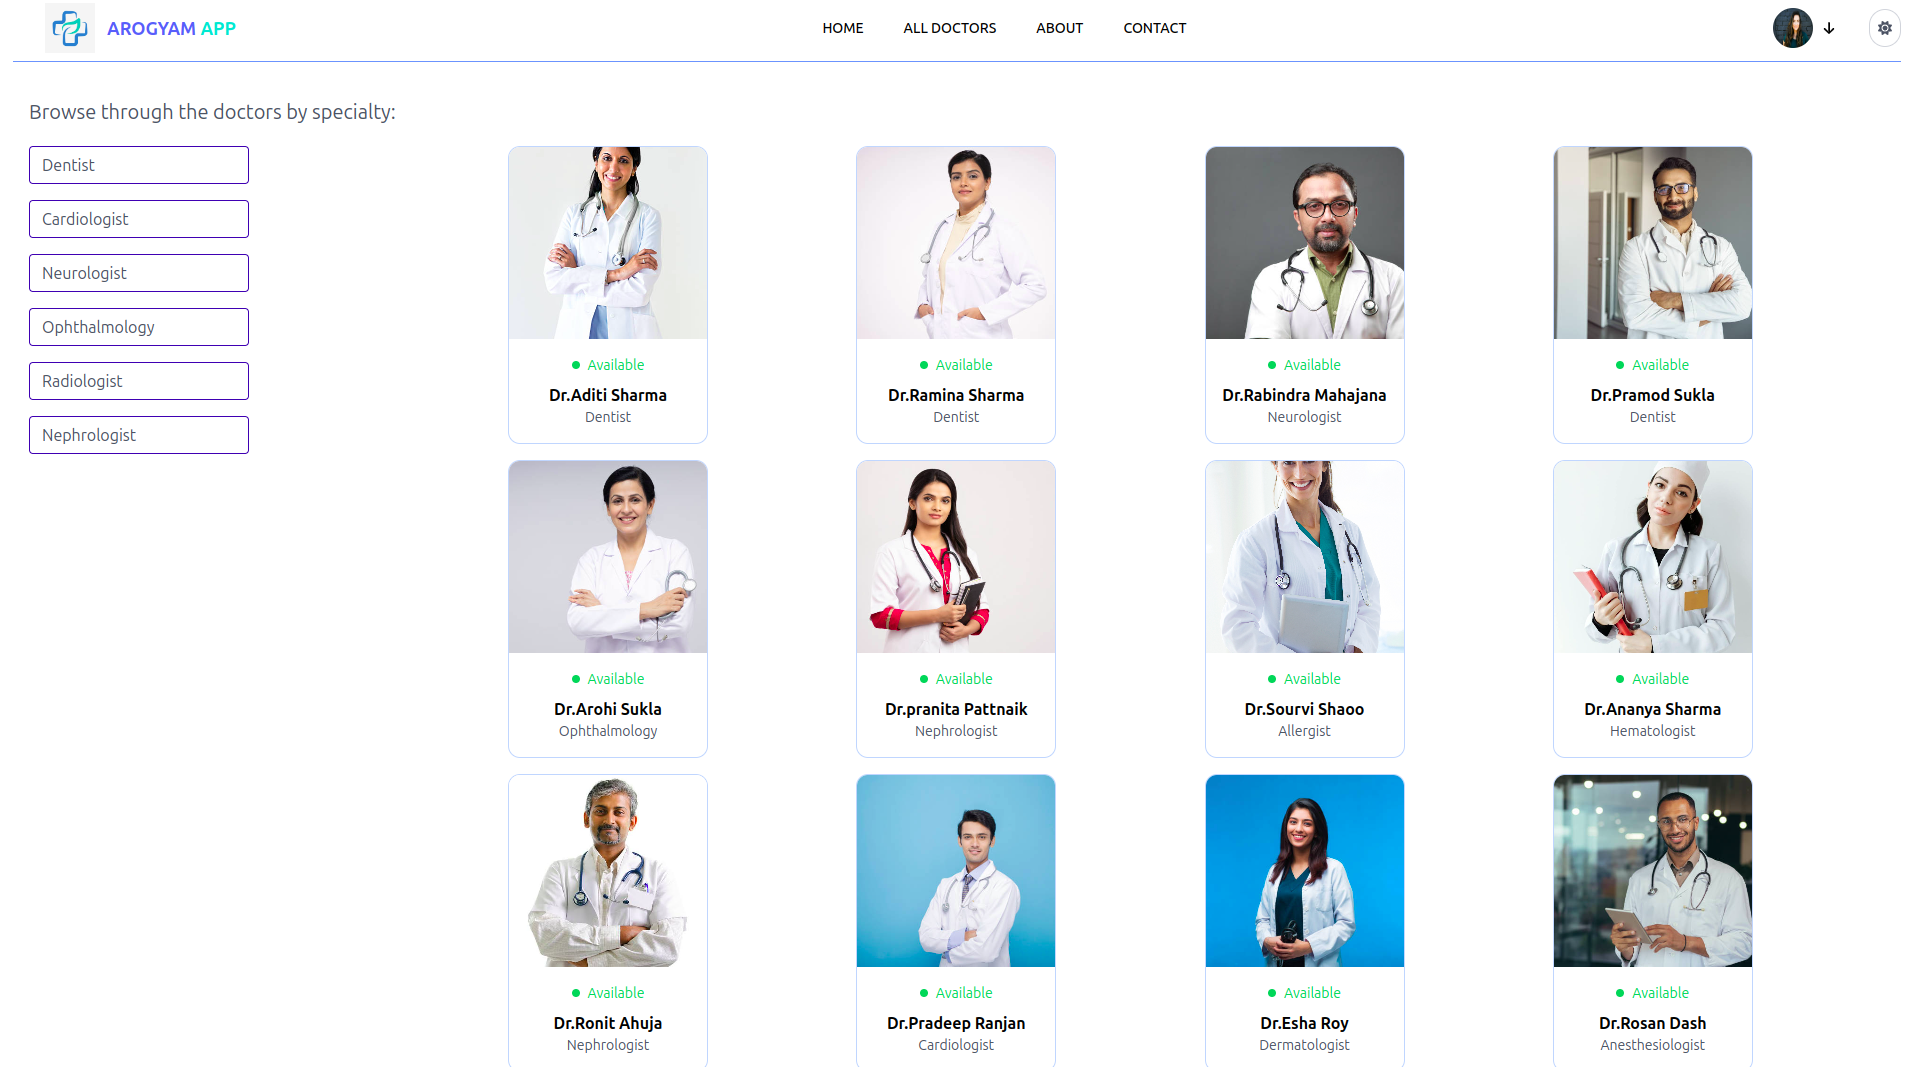 AROGYAM APP
HOME
ALL DOCTORS
ABOUT
CONTACT
Browse through the doctors by specialty:
Dentist
Cardiologist
Neurologist
Ophthalmology
Radiologist
Nephrologist
Available
Dr.Aditi Sharma
Dentist
Available
Dr.Ramina Sharma
Dentist
Available
Dr.Rabindra Mahajana
Neurologist
Available
Dr.Pramod Sukla
Dentist
Available
Dr.Arohi Sukla
Ophthalmology
Available
Dr.pranita Pattnaik
Nephrologist
Available
Dr.Sourvi Shaoo
Allergist
Available
Dr.Ananya Sharma
Hematologist
Available
Dr.Ronit Ahuja
Nephrologist
Available
Dr.Pradeep Ranjan
Cardiologist
Available
Dr.Esha Roy
Dermatologist
Available
Dr.Rosan Dash
Anesthesiologist